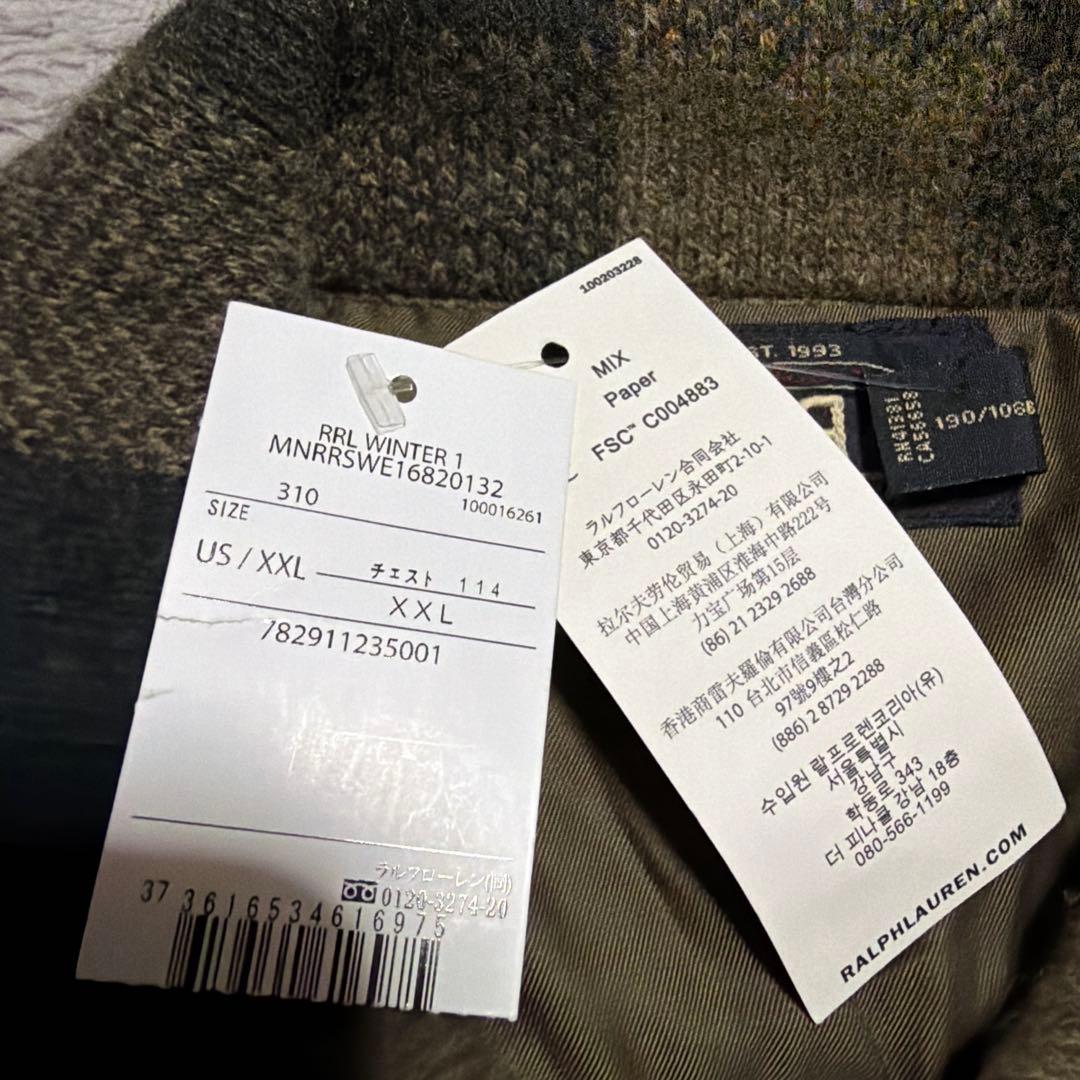 RRL WINTER 1
MNRRSWE16820132
310
100016261
SIZE
US / XXL
チェスト 114
XXL
782911235001
ラルフローレン(同)
0120-3274-20
37 3616534616975
100203228
MIX
Paper
FSC™ C004883
ラルフローレン合同会社
東京都千代田区永田町2-10-1
0120-3274-20
拉尔夫劳伦贸易（上海）有限公司
中国上海黄浦区淮海中路222号
力宝广场第15层
(86) 21 2329 2688
香港商雷夫羅倫有限公司台灣分公司
110 台北市信義區松仁路
97號9樓之2
(886) 2 8729 2288
수입원 랄프로렌코리아(유)
서울특별시
강남구
학동로 343
더 피나클 강남 18층
080-566-1199
RALPHLAUREN.COM
ST. 1993
RN41381
CA56658
190/108B